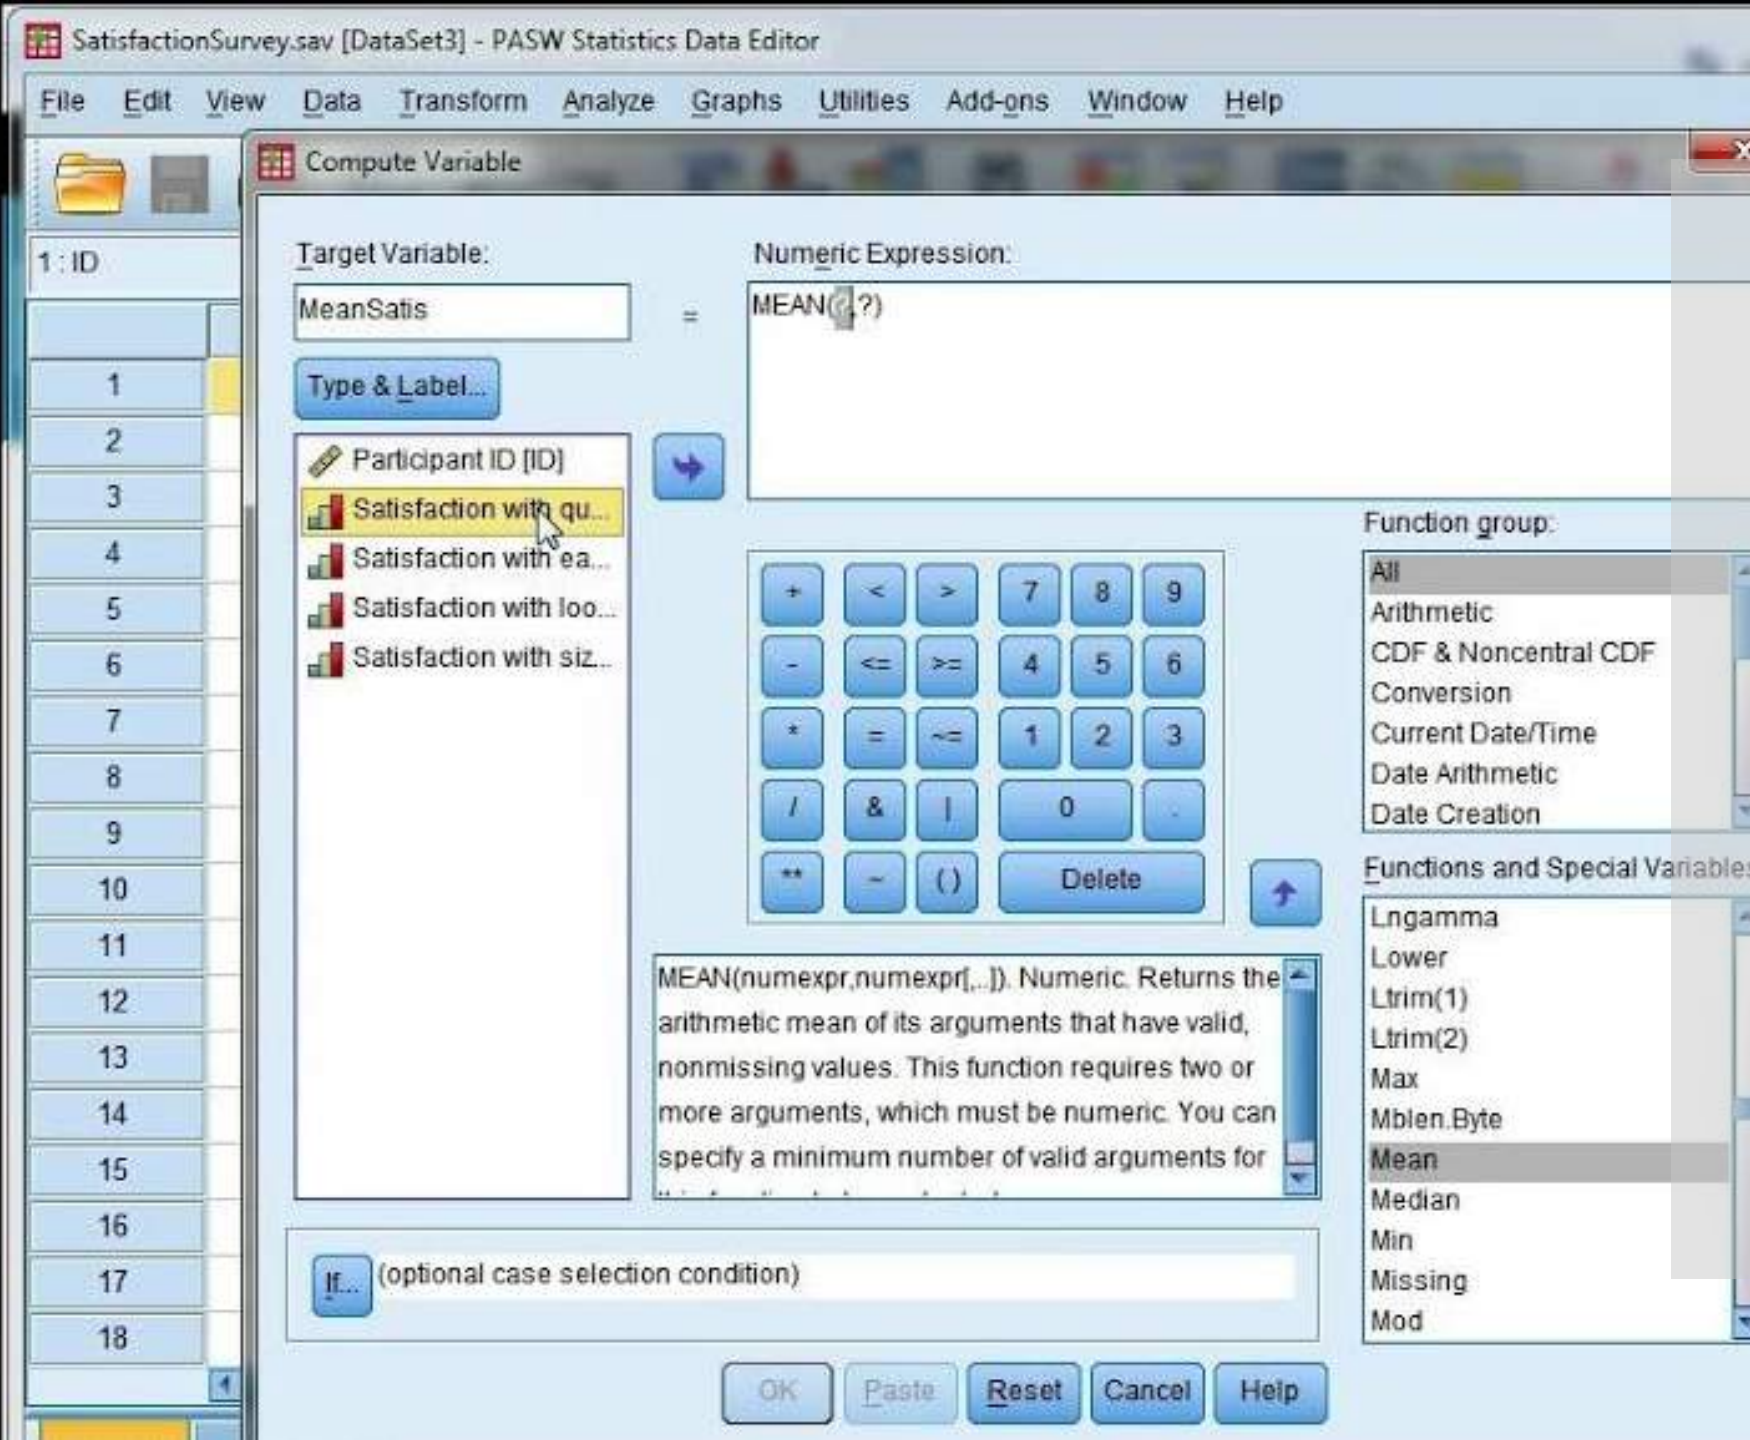 SatisfactionSurvey.sav [DataSet3] - PASW Statistics Data Editor
File Edit View Data Transform Analyze Graphs Utilities Add-ons Window Help
Compute Variable
1 : ID
Target Variable:
Numeric Expression:
MeanSatis
=
MEAN(?,?)
Type & Label...
Participant ID [ID]
Satisfaction with qu...
Satisfaction with ea...
Satisfaction with loo...
Satisfaction with siz...
1
2
3
4
5
6
7
8
9
10
11
12
13
14
15
16
17
18
+ < > 7 8 9
- <= >= 4 5 6
* = ~= 1 2 3
/ & | 0 .
** ~ ( ) Delete
Function group:
All
Arithmetic
CDF & Noncentral CDF
Conversion
Current Date/Time
Date Arithmetic
Date Creation
Functions and Special Variables
Lngamma
Lower
Ltrim(1)
Ltrim(2)
Max
Mblen.Byte
Mean
Median
Min
Missing
Mod
MEAN(numexpr,numexpr[,..]). Numeric. Returns the
arithmetic mean of its arguments that have valid,
nonmissing values. This function requires two or
more arguments, which must be numeric. You can
specify a minimum number of valid arguments for
If... (optional case selection condition)
OK Paste Reset Cancel Help